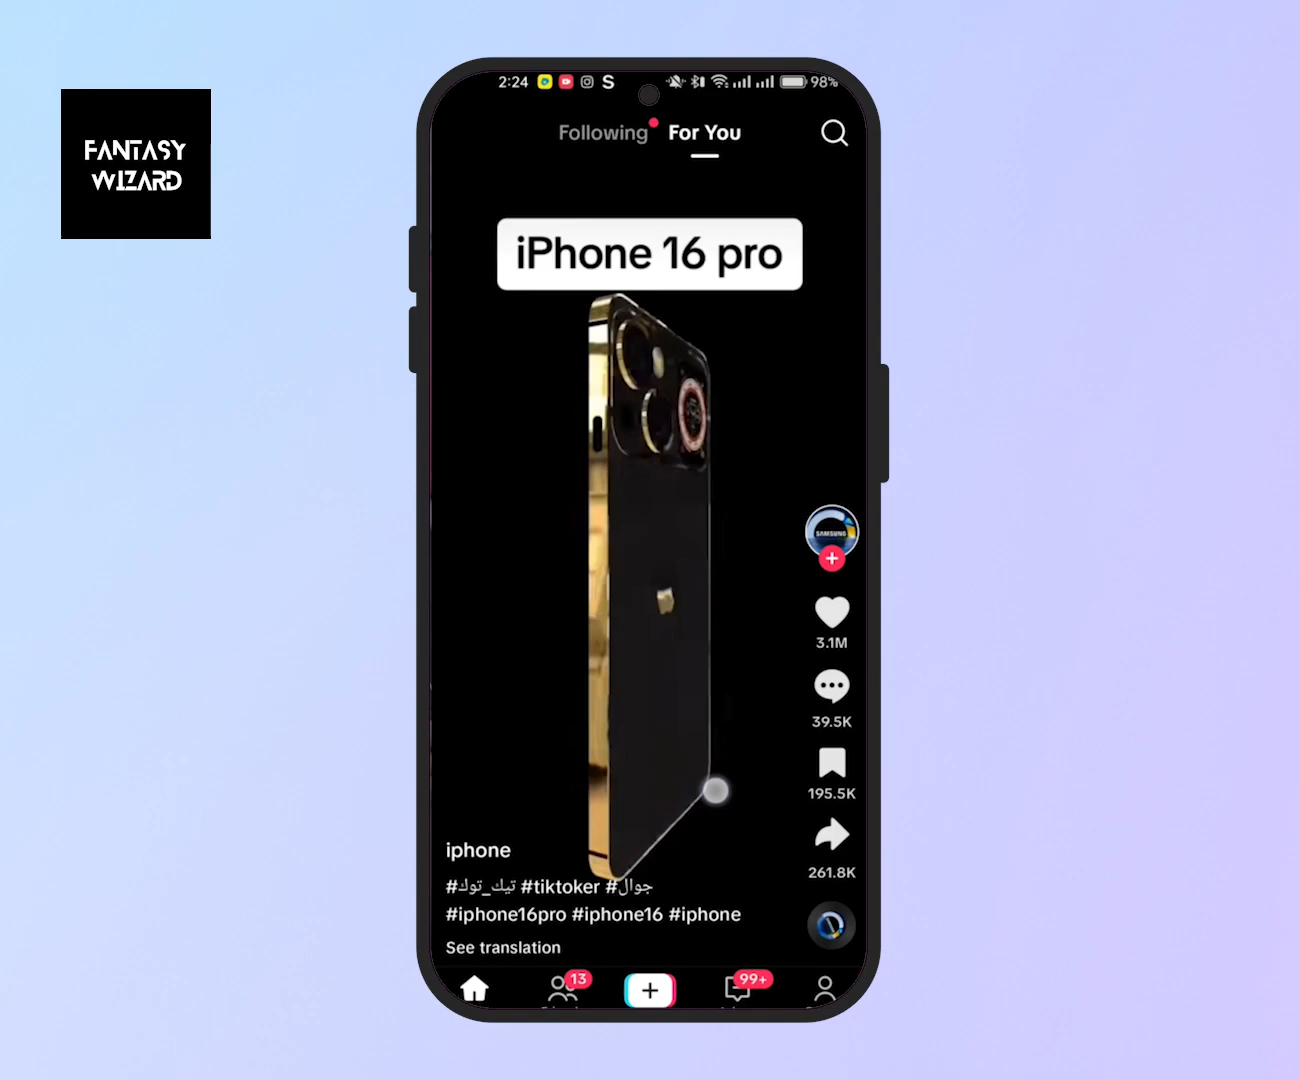 FANTASY
WIZARD
2:24
S
98%
Following
For You
iPhone 16 pro
SAMSUNG
3.1M
39.5K
195.5K
261.8K
iphone
#تيك_توك #tiktoker #جوال
#iphone16pro #iphone16 #iphone
See translation
13
99+